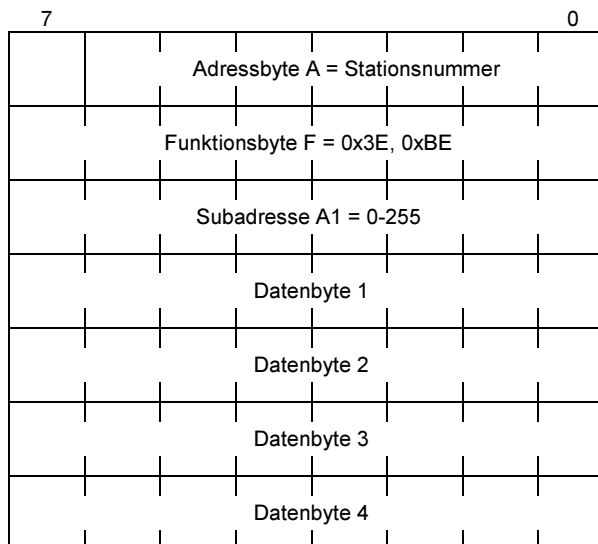 7 0
Adressbyte A = Stationsnummer
Funktionsbyte F = 0x3E, 0xBE
Subadresse A1 = 0-255
Datenbyte 1
Datenbyte 2
Datenbyte 3
Datenbyte 4